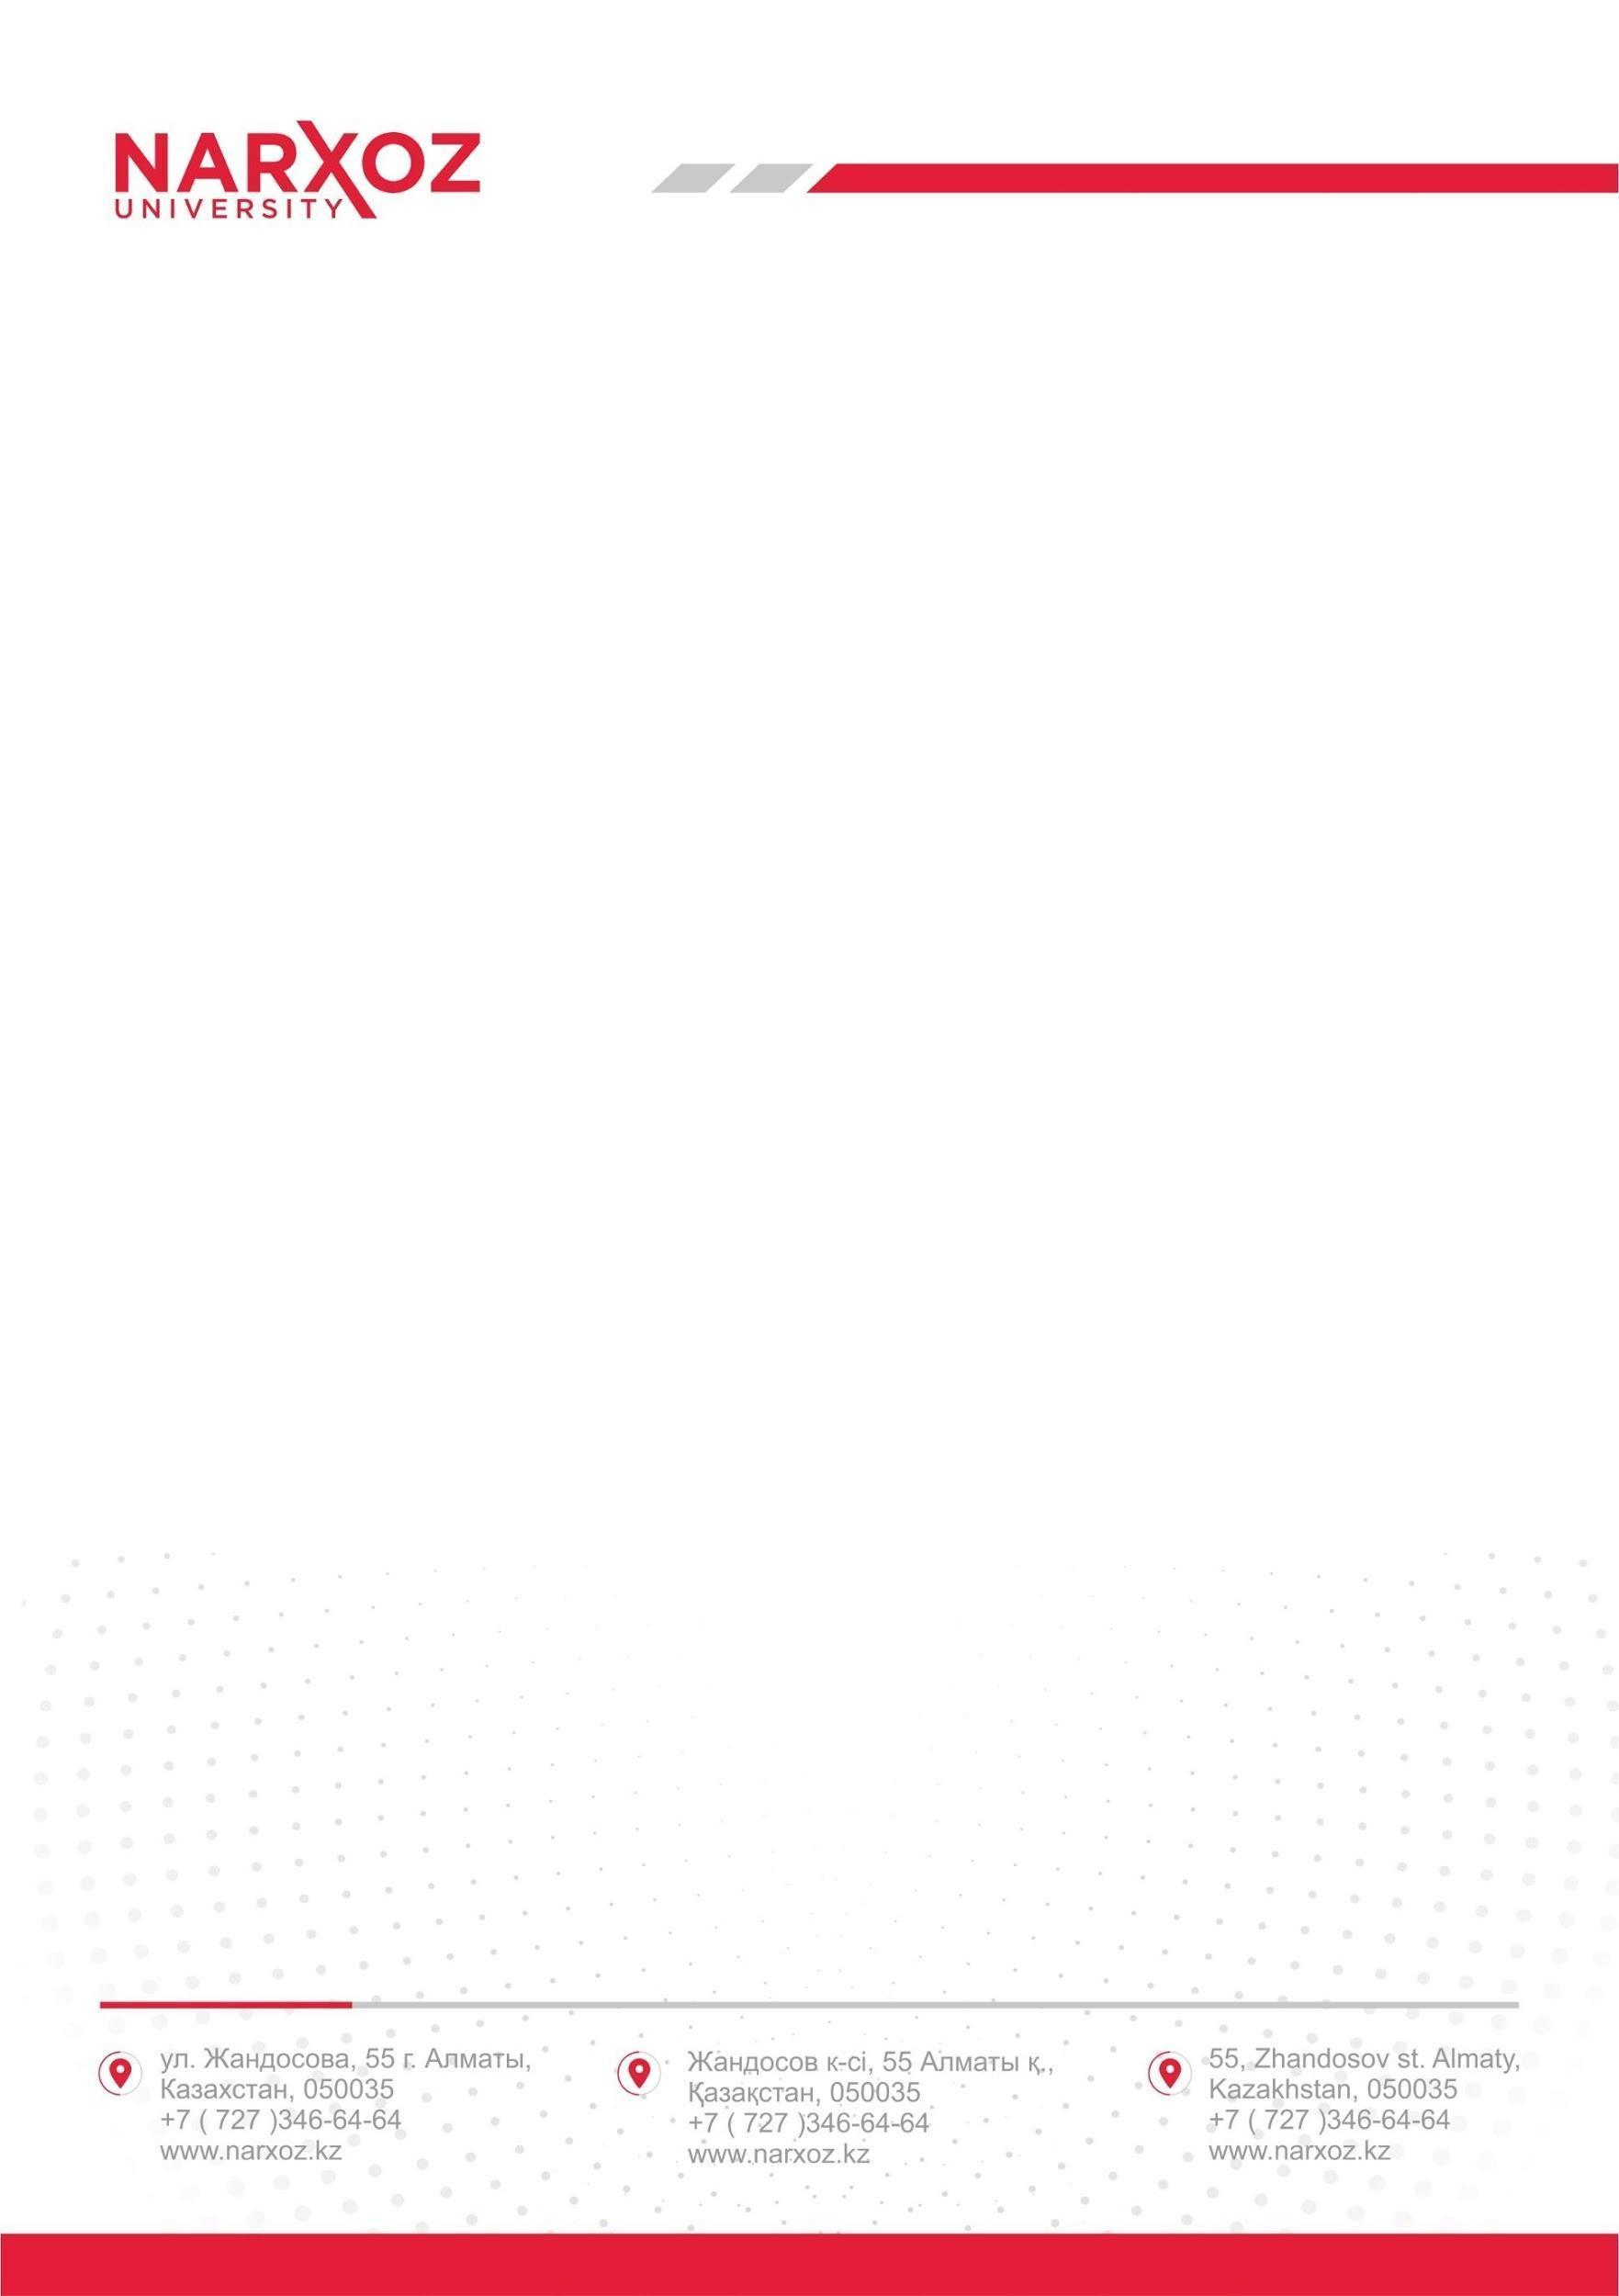 NARXOZ
UNIVERSITY
ул. Жандосова, 55 г. Алматы,
Казахстан, 050035
+7 ( 727 )346-64-64
www.narxoz.kz
Жандосов к-сі, 55 Алматы қ.,
Қазақстан, 050035
+7 ( 727 )346-64-64
www.narxoz.kz
55, Zhandosov st. Almaty,
Kazakhstan, 050035
+7 ( 727 )346-64-64
www.narxoz.kz